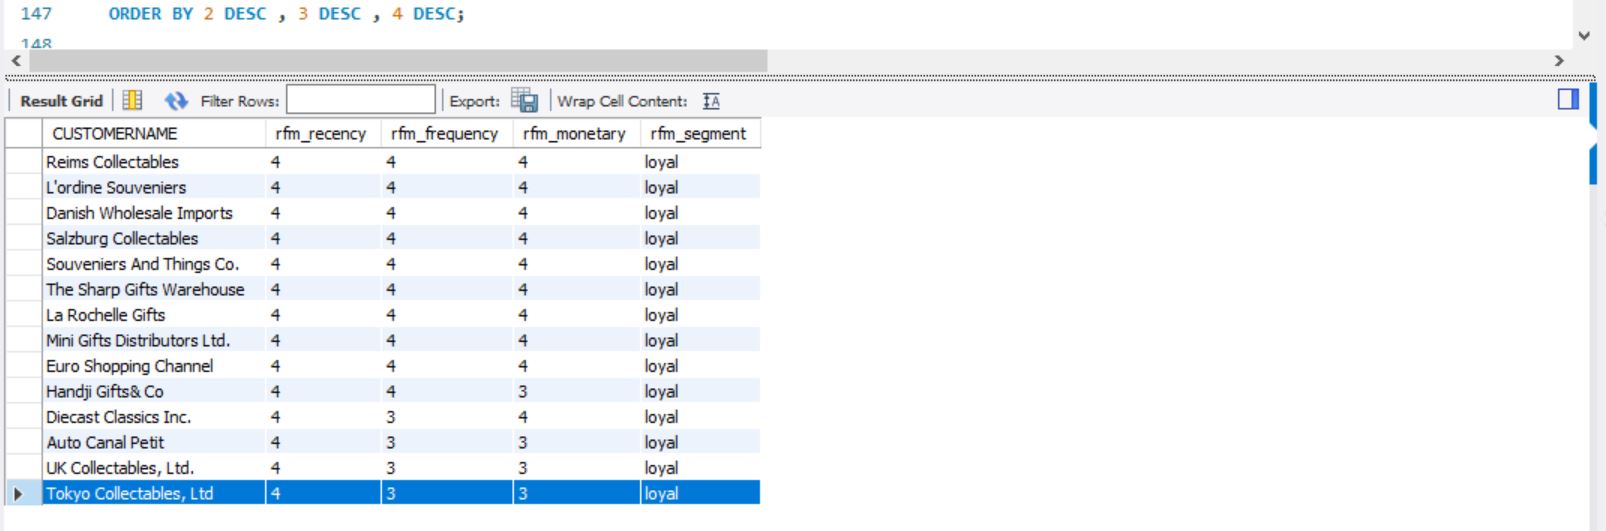 147 ORDER BY 2 DESC , 3 DESC , 4 DESC;
148
Result Grid Filter Rows: Export: Wrap Cell Content: IA
CUSTOMERNAME rfm_recency rfm_frequency rfm_monetary rfm_segment
Reims Collectables 4 4 4 loyal
L'ordine Souveniers 4 4 4 loyal
Danish Wholesale Imports 4 4 4 loyal
Salzburg Collectables 4 4 4 loyal
Souveniers And Things Co. 4 4 4 loyal
The Sharp Gifts Warehouse 4 4 4 loyal
La Rochelle Gifts 4 4 4 loyal
Mini Gifts Distributors Ltd. 4 4 4 loyal
Euro Shopping Channel 4 4 4 loyal
Handji Gifts& Co 4 4 3 loyal
Diecast Classics Inc. 4 3 4 loyal
Auto Canal Petit 4 3 3 loyal
UK Collectables, Ltd. 4 3 3 loyal
Tokyo Collectables, Ltd 4 3 3 loyal